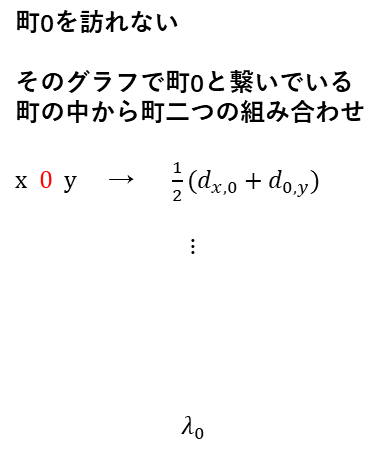 町0を訪れない
そのグラフで町0と繋いでいる
町の中から町二つの組み合わせ
x 0 y → 1/2 (d_{x,0} + d_{0,y})
⋮
λ_0